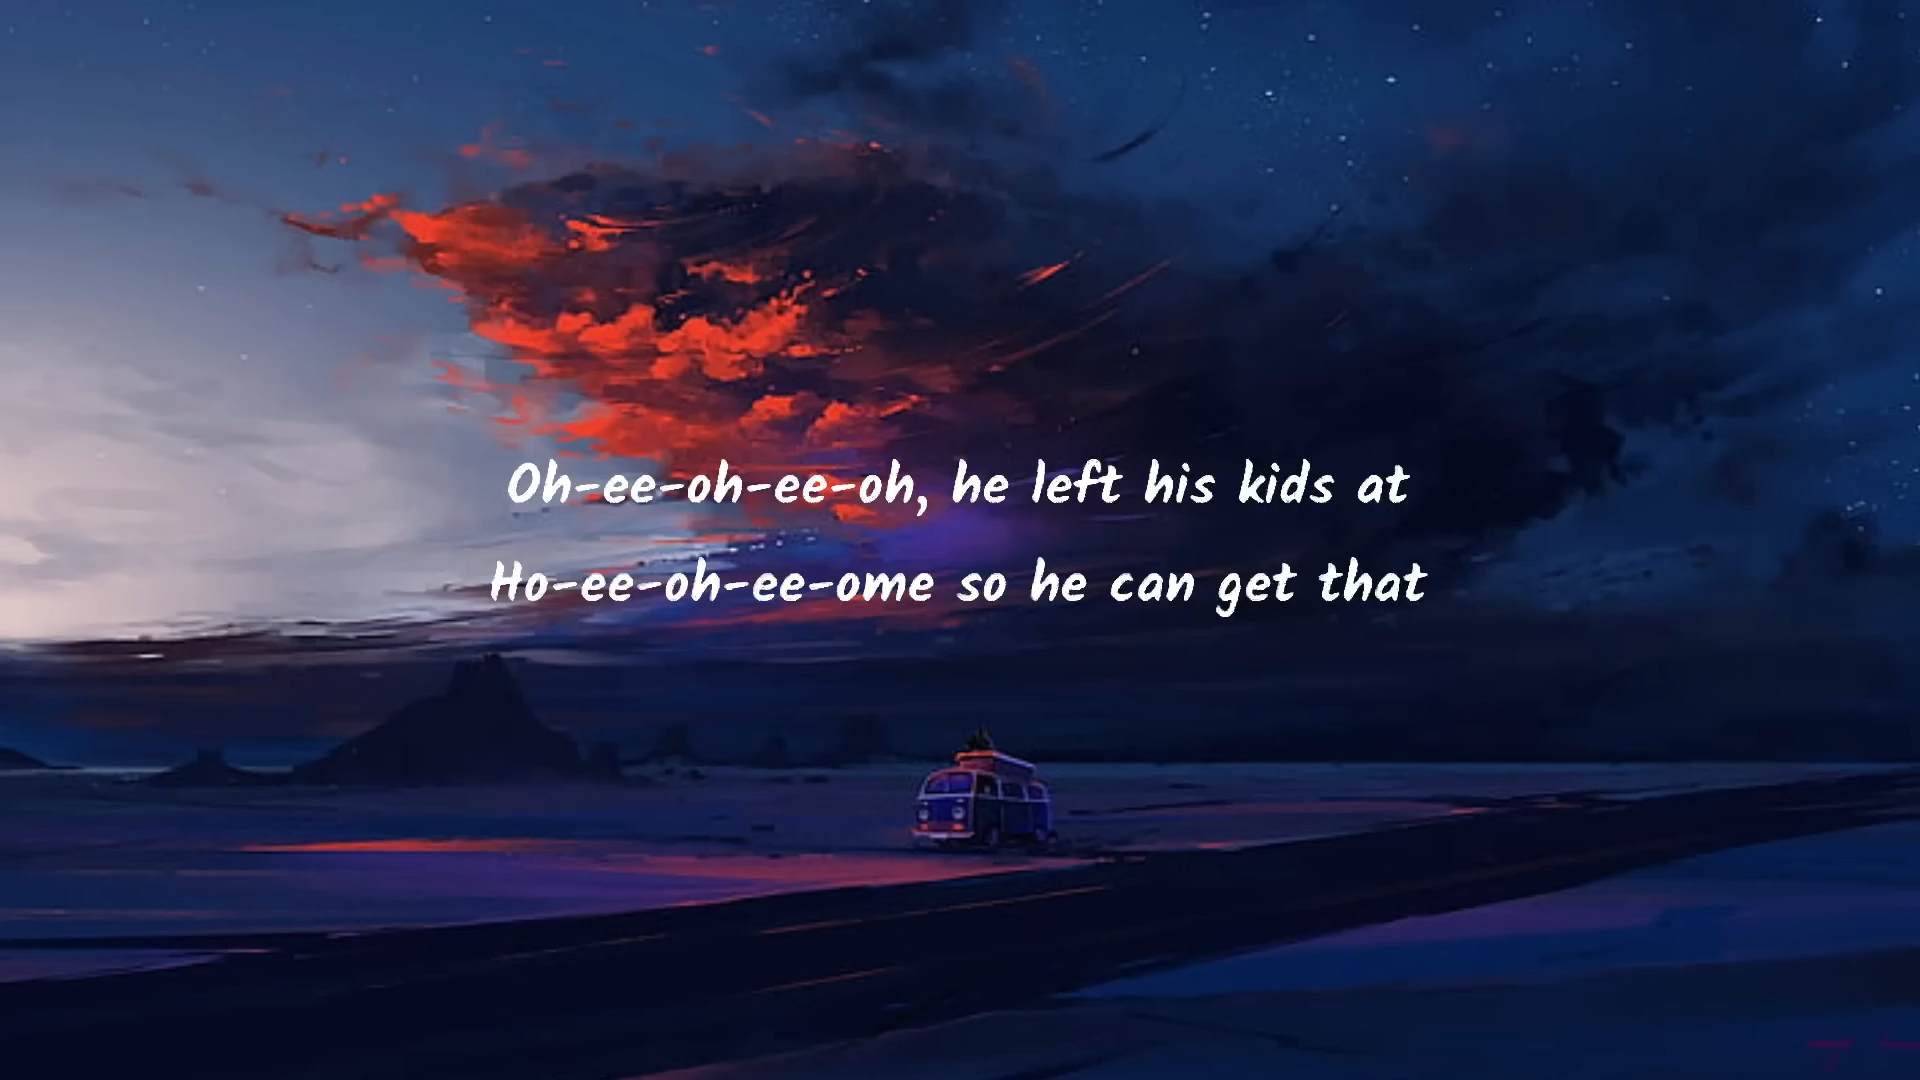 Oh-ee-oh-ee-oh, he left his kids at
Ho-ee-oh-ee-ome so he can get that